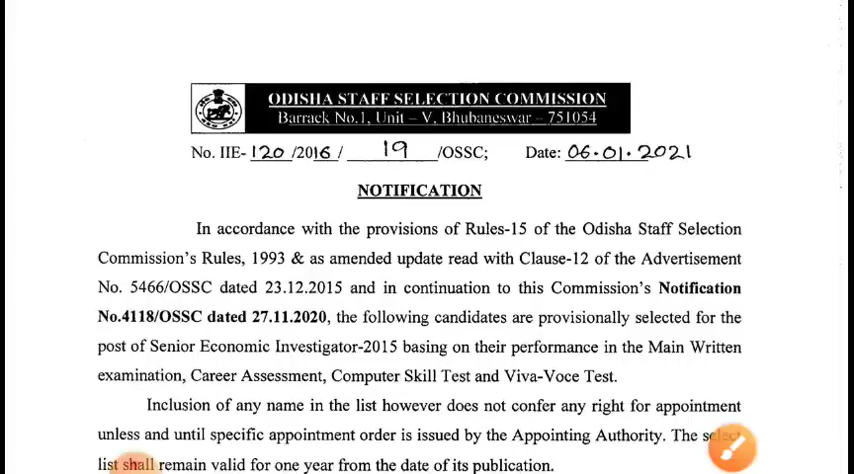 ODISHA STAFF SELECTION COMMISSION
Barrack No.1, Unit – V, Bhubaneswar – 751054
No. IIE- 120 /2016 / 19 /OSSC; Date: 06.01.2021
NOTIFICATION
In accordance with the provisions of Rules-15 of the Odisha Staff Selection
Commission's Rules, 1993 & as amended update read with Clause-12 of the Advertisement
No. 5466/OSSC dated 23.12.2015 and in continuation to this Commission's Notification
No.4118/OSSC dated 27.11.2020, the following candidates are provisionally selected for the
post of Senior Economic Investigator-2015 basing on their performance in the Main Written
examination, Career Assessment, Computer Skill Test and Viva-Voce Test.
Inclusion of any name in the list however does not confer any right for appointment
unless and until specific appointment order is issued by the Appointing Authority. The select
list shall remain valid for one year from the date of its publication.